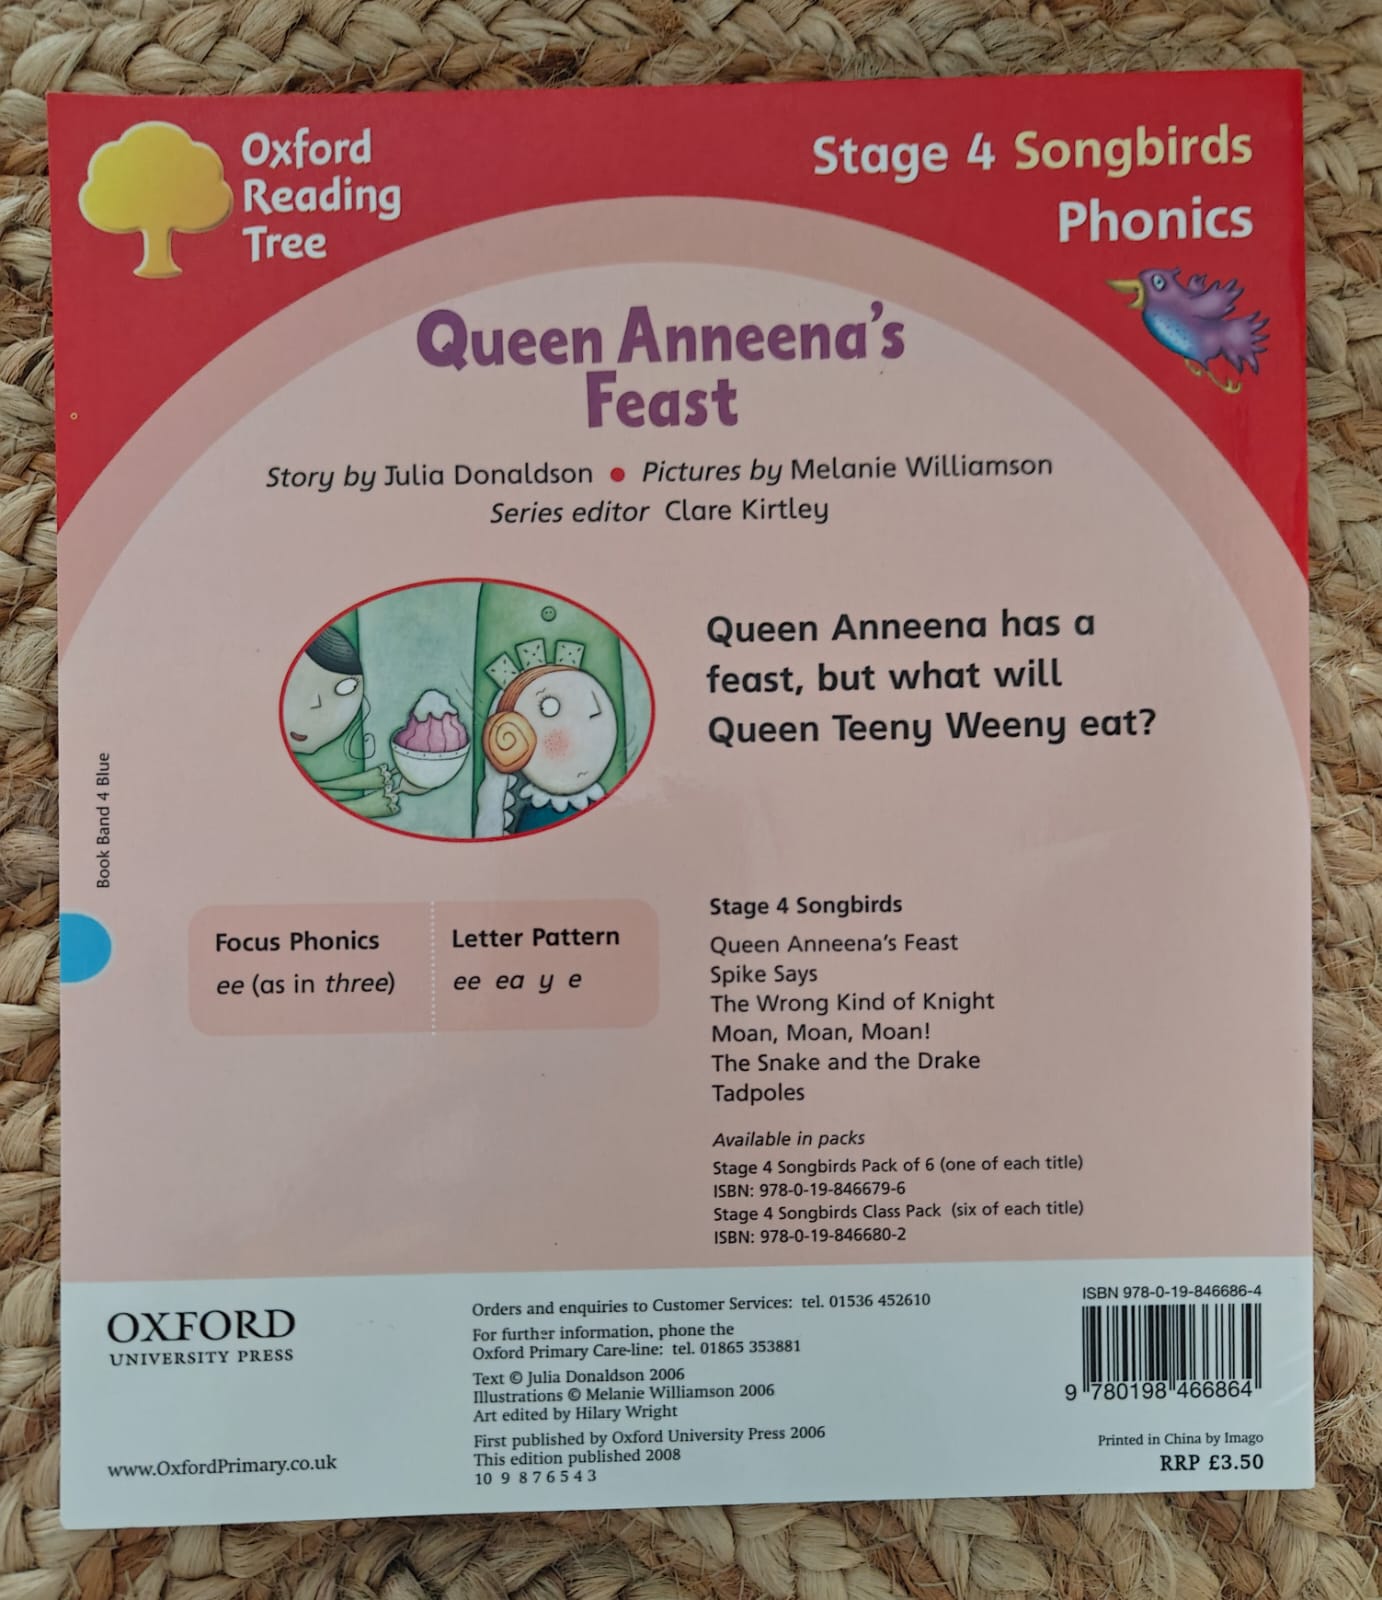 Oxford
Reading
Tree
Stage 4 Songbirds
Phonics
Queen Anneena's
Feast
Story by Julia Donaldson • Pictures by Melanie Williamson
Series editor Clare Kirtley
Queen Anneena has a
feast, but what will
Queen Teeny Weeny eat?
Book Band 4 Blue
Focus Phonics
ee (as in three)
Letter Pattern
ee ea y e
Stage 4 Songbirds
Queen Anneena's Feast
Spike Says
The Wrong Kind of Knight
Moan, Moan, Moan!
The Snake and the Drake
Tadpoles
Available in packs
Stage 4 Songbirds Pack of 6 (one of each title)
ISBN: 978-0-19-846679-6
Stage 4 Songbirds Class Pack (six of each title)
ISBN: 978-0-19-846680-2
OXFORD
UNIVERSITY PRESS
www.OxfordPrimary.co.uk
Orders and enquiries to Customer Services: tel. 01536 452610
For further information, phone the
Oxford Primary Care-line: tel. 01865 353881
Text © Julia Donaldson 2006
Illustrations © Melanie Williamson 2006
Art edited by Hilary Wright
First published by Oxford University Press 2006
This edition published 2008
10 9 8 7 6 5 4 3
ISBN 978-0-19-846686-4
9 780198 466864
Printed in China by Imago
RRP £3.50